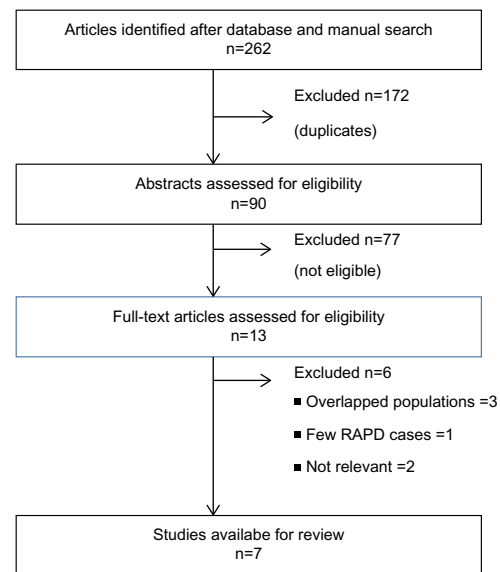 Articles identified after database and manual search
n=262
Excluded n=172
(duplicates)
Abstracts assessed for eligibility
n=90
Excluded n=77
(not eligible)
Full-text articles assessed for eligibility
n=13
Excluded n=6
▪ Overlapped populations =3
▪ Few RAPD cases =1
▪ Not relevant =2
Studies availabe for review
n=7